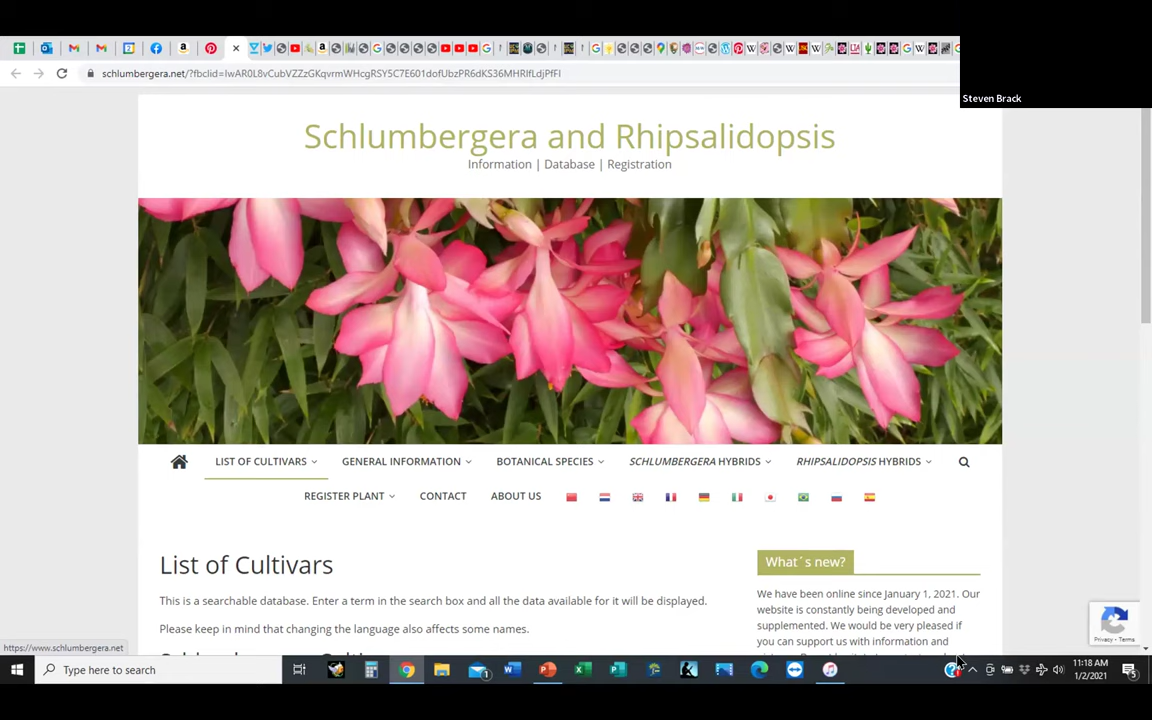 schlumbergera.net/?fbclid=IwAR0L8vCubVZZzGKqvrmWHcgRSY5C7E601dofUbzPR6dKS36MHRlfLdjPfFI
Steven Brack
Schlumbergera and Rhipsalidopsis
Information | Database | Registration
LIST OF CULTIVARS GENERAL INFORMATION BOTANICAL SPECIES SCHLUMBERGERA HYBRIDS RHIPSALIDOPSIS HYBRIDS
REGISTER PLANT CONTACT ABOUT US
List of Cultivars
This is a searchable database. Enter a term in the search box and all the data available for it will be displayed.
Please keep in mind that changing the language also affects some names.
What´s new?
We have been online since January 1, 2021. Our
website is constantly being developed and
supplemented. We would be very pleased if
you can support us with information and
Privacy - Terms
https://www.schlumbergera.net
Type here to search
11:18 AM
1/2/2021